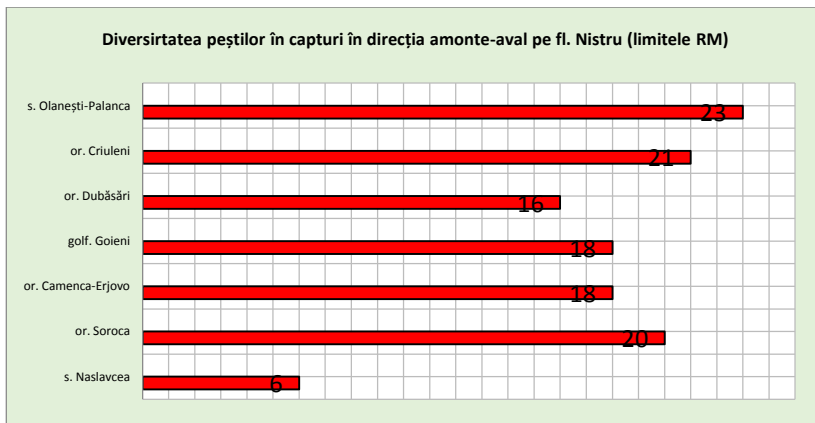 Diversirtatea peștilor în capturi în direcția amonte-aval pe fl. Nistru (limitele RM)
s. Olanești-Palanca 23
or. Criuleni 21
or. Dubăsări 16
golf. Goieni 18
or. Camenca-Erjovo 18
or. Soroca 20
s. Naslavcea 6